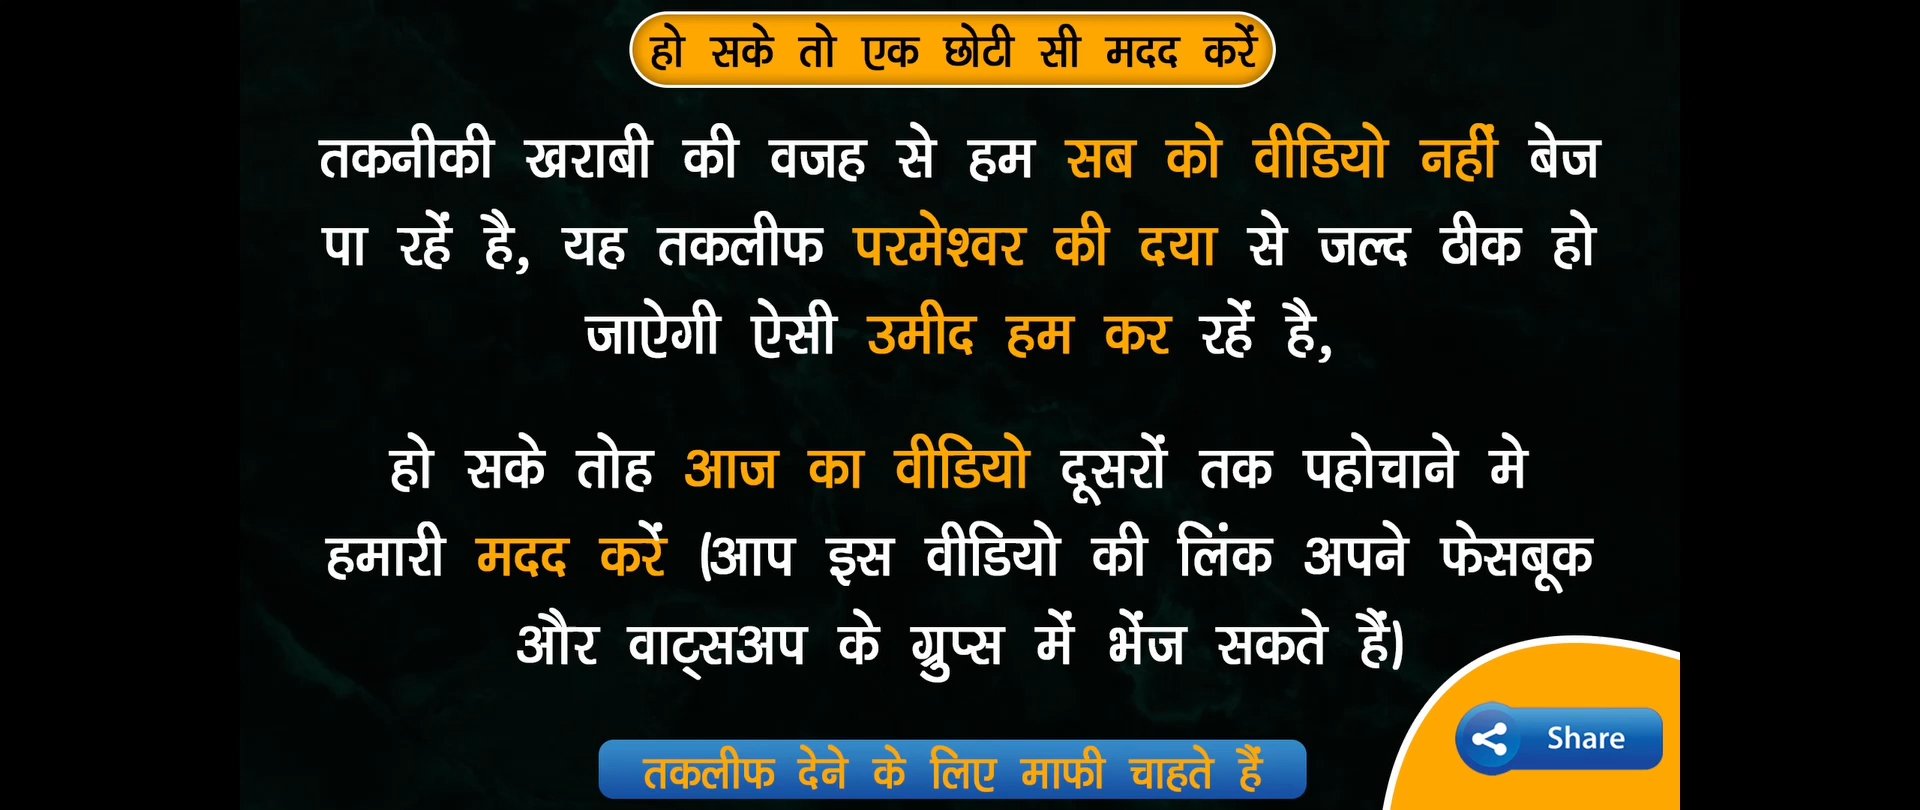 हो सके तो एक छोटी सी मदद करें
तकनीकी खराबी की वजह से हम सब को वीडियो नहीं बेज
पा रहें है, यह तकलीफ परमेश्वर की दया से जल्द ठीक हो
जाऐगी ऐसी उमीद हम कर रहें है,
हो सके तोह आज का वीडियो दूसरों तक पहोचाने मे
हमारी मदद करें (आप इस वीडियो की लिंक अपने फेसबूक
और वाट्सअप के ग्रुप्स में भेंज सकते हैं)
Share
तकलीफ देने के लिए माफी चाहते हैं